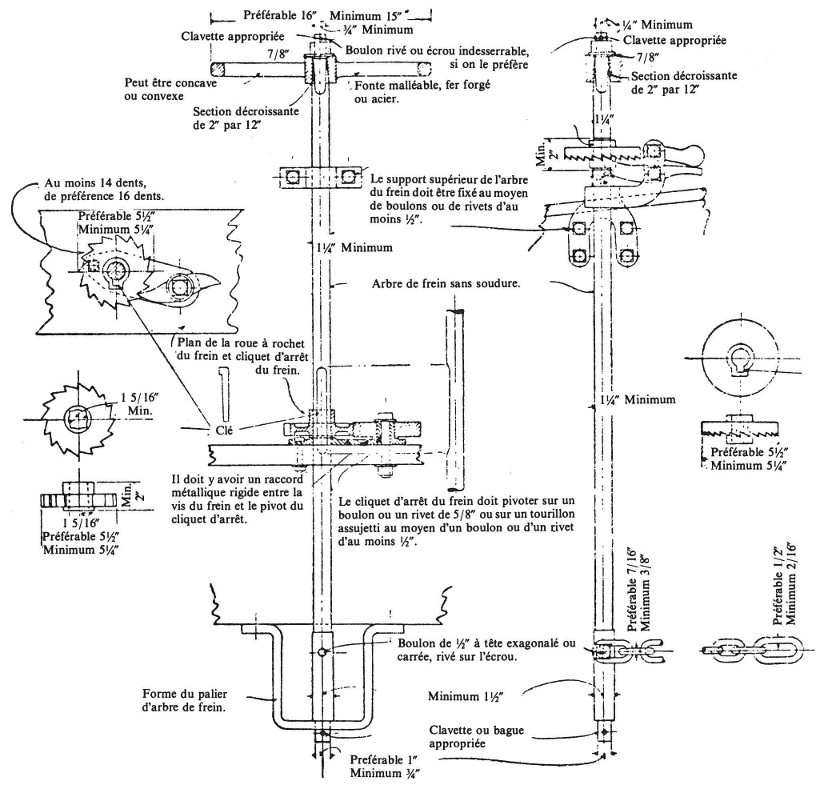 Préférable 16″ Minimum 15″
¾″ Minimum
Clavette appropriée
Boulon rivé ou écrou indesserrable,
si on le préfère
7/8″
Peut être concave
ou convexe
Fonte malléable, fer forgé
ou acier.
Section décroissante
de 2″ par 12″
¼″ Minimum
Clavette appropriée
7/8″
Section décroissante
de 2″ par 12″
1¼″
Min.
2″
Le support supérieur de l'arbre
du frein doit être fixé au moyen
de boulons ou de rivets d'au
moins ½″.
Au moins 14 dents,
de préférence 16 dents.
Préférable 5½″
Minimum 5¼″
1¼″ Minimum
Arbre de frein sans soudure.
Plan de la roue à rochet
du frein et cliquet d'arrêt
du frein.
1 5/16″
Min.
Clé
1¼″ Minimum
Préférable 5½″
Minimum 5¼″
Il doit y avoir un raccord
métallique rigide entre la
vis du frein et le pivot du
cliquet d'arrêt.
Le cliquet d'arrêt du frein doit pivoter sur un
boulon ou un rivet de 5/8″ ou sur un tourillon
assujetti au moyen d'un boulon ou d'un rivet
d'au moins ½″.
Min.
2″
1 5/16″
Préférable 5½″
Minimum 5¼″
Préférable 7/16″
Minimum 3/8″
Préférable 1/2″
Minimum 2/16″
Boulon de ½″ à tête exagonalé ou
carrée, rivé sur l'écrou.
Forme du palier
d'arbre de frein.
Minimum 1½″
Clavette ou bague
appropriée
Preférable 1″
Minimum ¾″